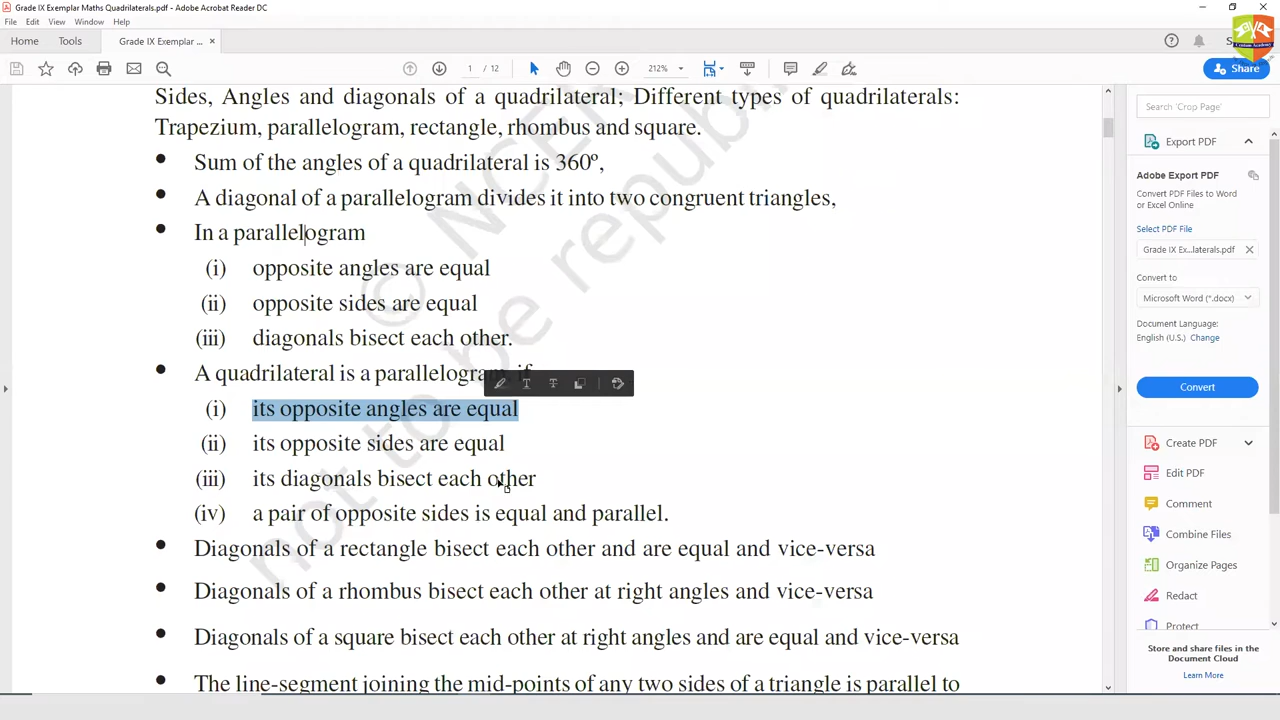 Grade IX Exemplar Maths Quadrilaterals.pdf - Adobe Acrobat Reader DC
File Edit View Window Help
Home Tools Grade IX Exemplar ... ×
1 / 12 212% Share
Sides, Angles and diagonals of a quadrilateral; Different types of quadrilaterals:
Trapezium, parallelogram, rectangle, rhombus and square.
• Sum of the angles of a quadrilateral is 360º,
• A diagonal of a parallelogram divides it into two congruent triangles,
• In a parallelogram
(i) opposite angles are equal
(ii) opposite sides are equal
(iii) diagonals bisect each other.
• A quadrilateral is a parallelogram, if
(i) its opposite angles are equal
(ii) its opposite sides are equal
(iii) its diagonals bisect each other
(iv) a pair of opposite sides is equal and parallel.
• Diagonals of a rectangle bisect each other and are equal and vice-versa
• Diagonals of a rhombus bisect each other at right angles and vice-versa
• Diagonals of a square bisect each other at right angles and are equal and vice-versa
• The line-segment joining the mid-points of any two sides of a triangle is parallel to
© NCE
not to be republi
Search 'Crop Page'
Export PDF
Adobe Export PDF
Convert PDF Files to Word
or Excel Online
Select PDF File
Grade IX Ex...laterals.pdf
Convert to
Microsoft Word (*.docx)
Document Language:
English (U.S.) Change
Convert
Create PDF
Edit PDF
Comment
Combine Files
Organize Pages
Redact
Protect
Store and share files in the
Document Cloud
Learn More